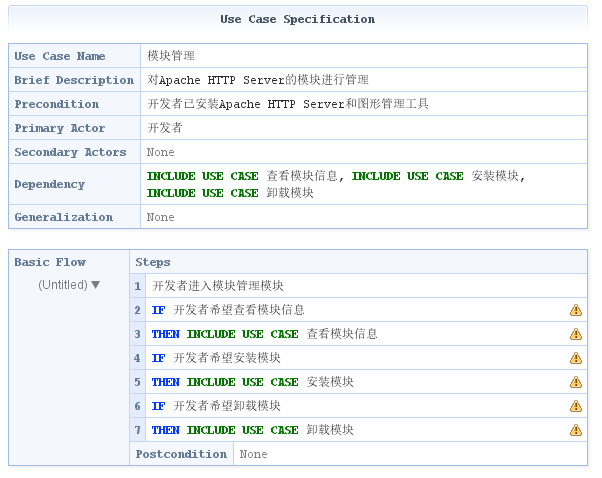 Use Case Specification
Use Case Name 模块管理
Brief Description 对Apache HTTP Server的模块进行管理
Precondition 开发者已安装Apache HTTP Server和图形管理工具
Primary Actor 开发者
Secondary Actors None
Dependency INCLUDE USE CASE 查看模块信息, INCLUDE USE CASE 安装模块,
INCLUDE USE CASE 卸载模块
Generalization None
Basic Flow Steps
(Untitled) ▼
1 开发者进入模块管理模块
2 IF 开发者希望查看模块信息
3 THEN INCLUDE USE CASE 查看模块信息
4 IF 开发者希望安装模块
5 THEN INCLUDE USE CASE 安装模块
6 IF 开发者希望卸载模块
7 THEN INCLUDE USE CASE 卸载模块
Postcondition None